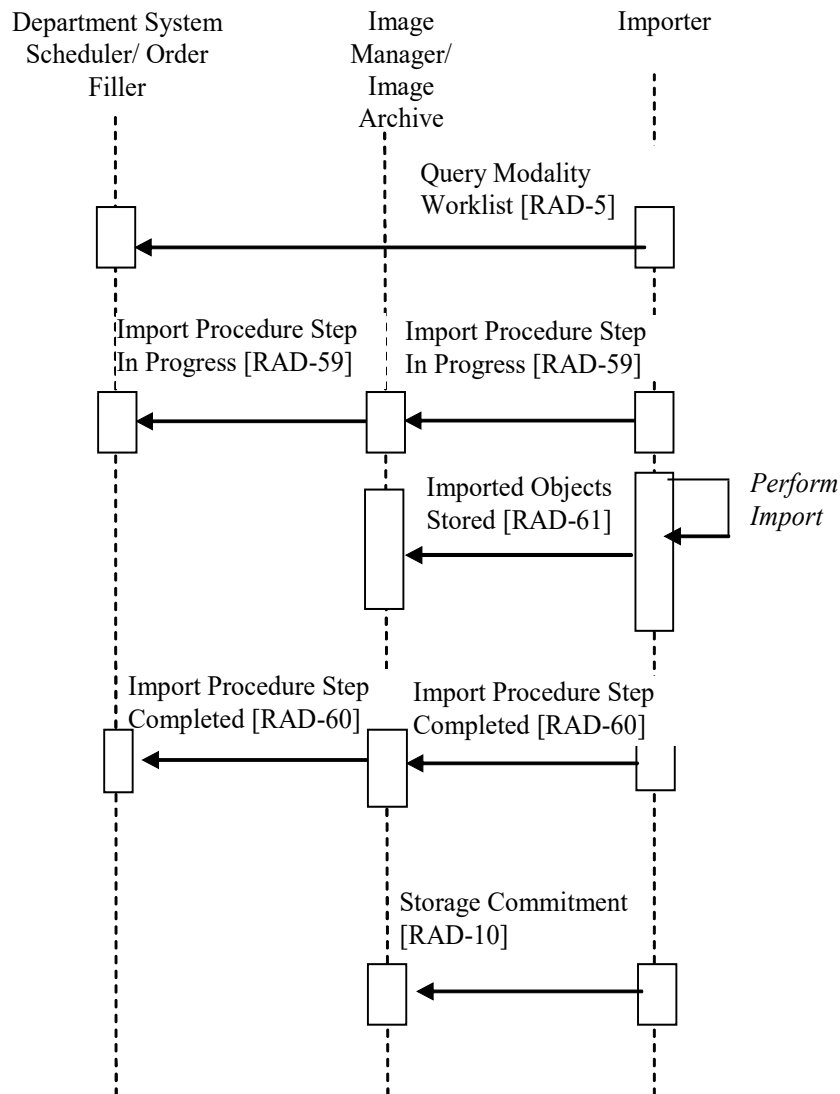 Department System
Scheduler/ Order
Filler
Image
Manager/
Image
Archive
Importer
Query Modality
Worklist [RAD-5]
Import Procedure Step
In Progress [RAD-59]
Import Procedure Step
In Progress [RAD-59]
Imported Objects
Stored [RAD-61]
Perform
Import
Import Procedure Step
Completed [RAD-60]
Import Procedure Step
Completed [RAD-60]
Storage Commitment
[RAD-10]